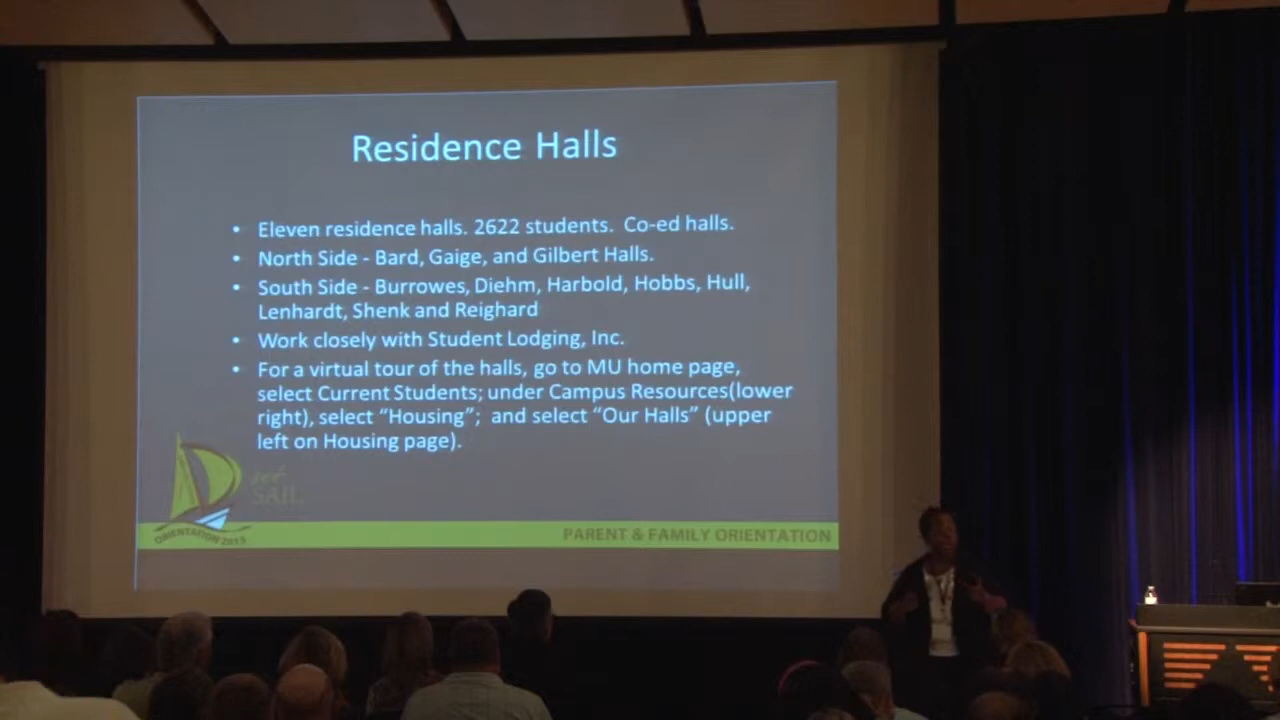 Residence Halls
• Eleven residence halls. 2622 students. Co-ed halls.
• North Side - Bard, Gaige, and Gilbert Halls.
• South Side - Burrowes, Diehm, Harbold, Hobbs, Hull,
Lenhardt, Shenk and Reighard
• Work closely with Student Lodging, Inc.
• For a virtual tour of the halls, go to MU home page,
select Current Students; under Campus Resources(lower
right), select “Housing”; and select “Our Halls” (upper
left on Housing page).
set
SAIL
ORIENTATION 2015
PARENT & FAMILY ORIENTATION